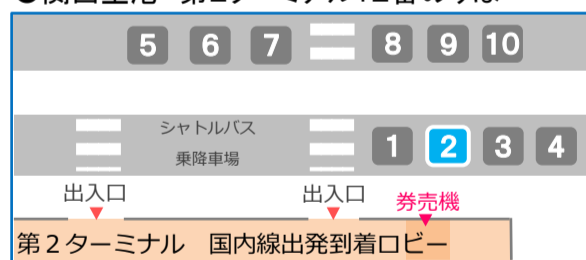 5 6 7 8 9 10
シャトルバス
乗降車場
1 2 3 4
出入口 出入口 券売機
第2ターミナル 国内線出発到着ロビー